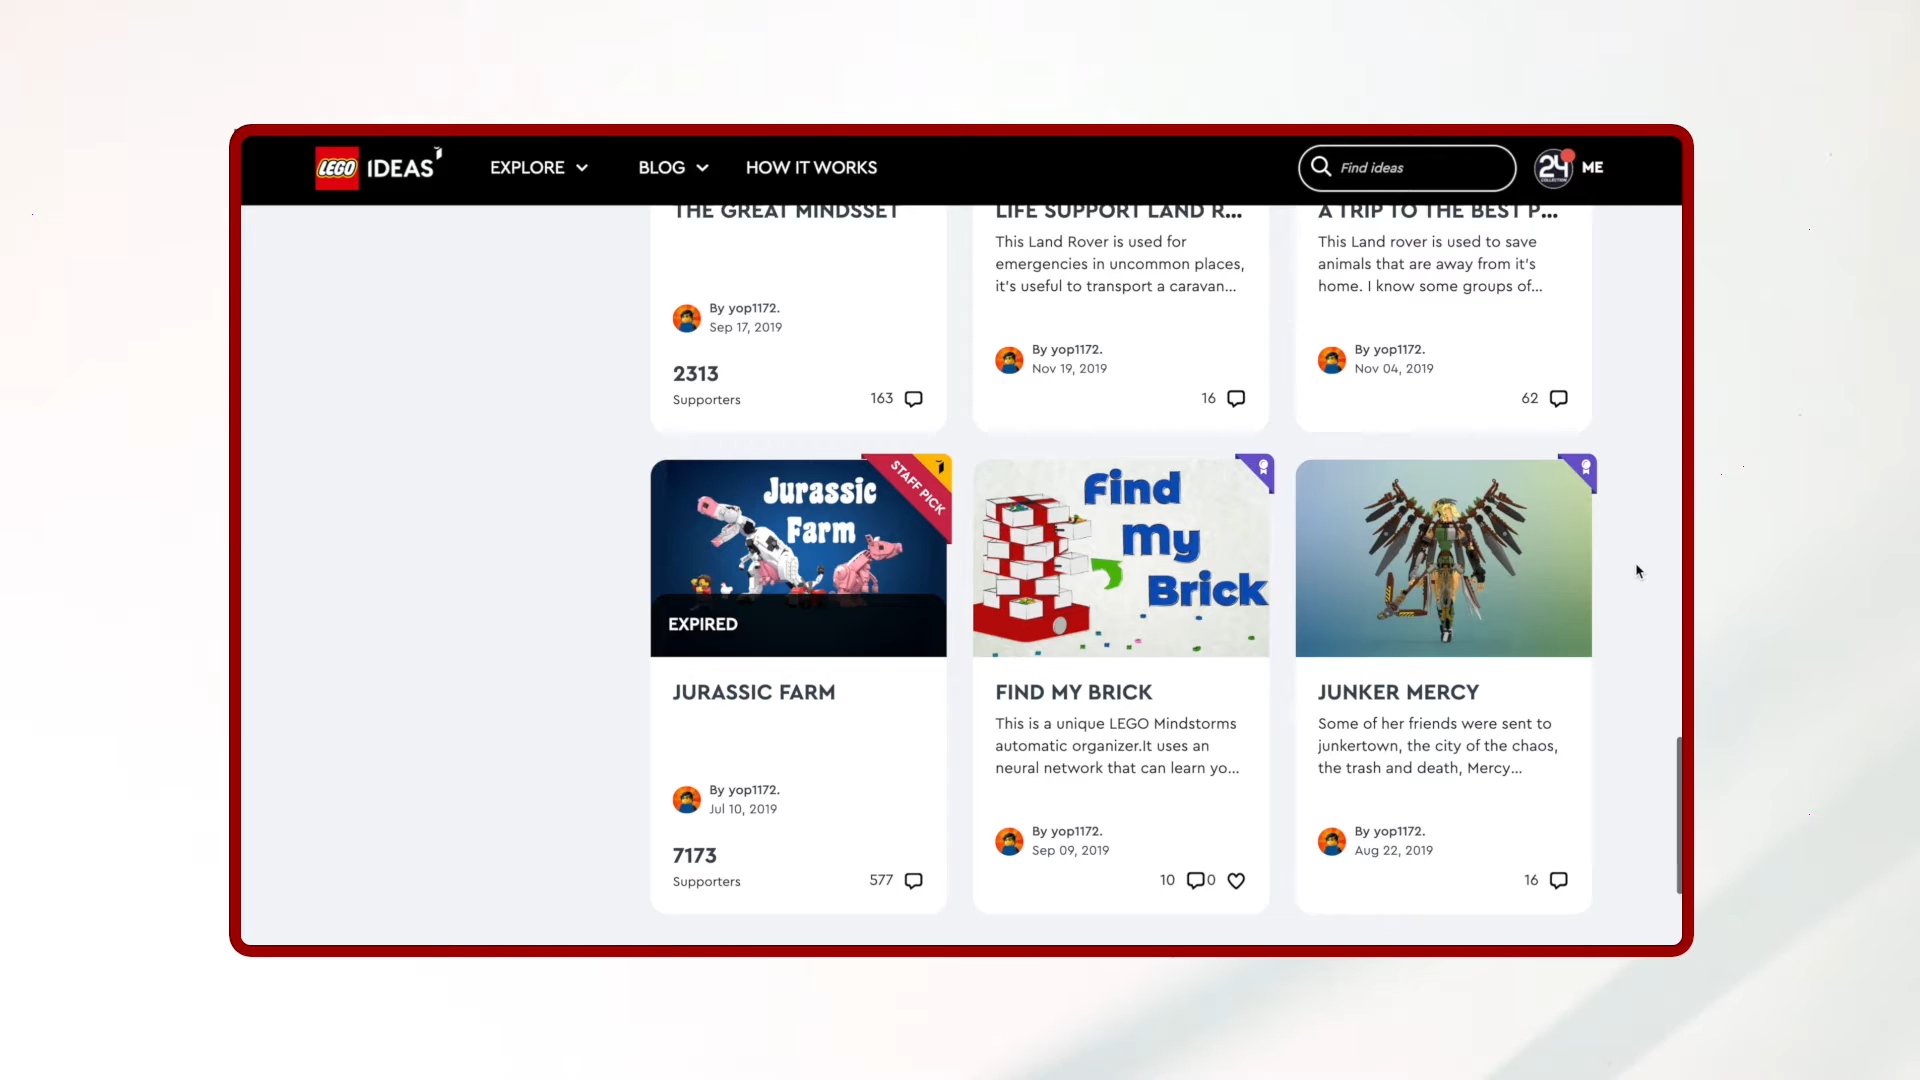 LEGO IDEAS EXPLORE BLOG HOW IT WORKS Find ideas 24 COLLECTION ME
THE GREAT MINDSSET
By yop1172.
Sep 17, 2019
2313
Supporters
163
LIFE SUPPORT LAND R...
This Land Rover is used for
emergencies in uncommon places,
it's useful to transport a caravan...
By yop1172.
Nov 19, 2019
16
A TRIP TO THE BEST P...
This Land rover is used to save
animals that are away from it's
home. I know some groups of...
By yop1172.
Nov 04, 2019
62
Jurassic
Farm
STAFF PICK
EXPIRED
JURASSIC FARM
By yop1172.
Jul 10, 2019
7173
Supporters
577
Find
my
Brick
FIND MY BRICK
This is a unique LEGO Mindstorms
automatic organizer.It uses an
neural network that can learn yo...
By yop1172.
Sep 09, 2019
10 0
JUNKER MERCY
Some of her friends were sent to
junkertown, the city of the chaos,
the trash and death, Mercy...
By yop1172.
Aug 22, 2019
16